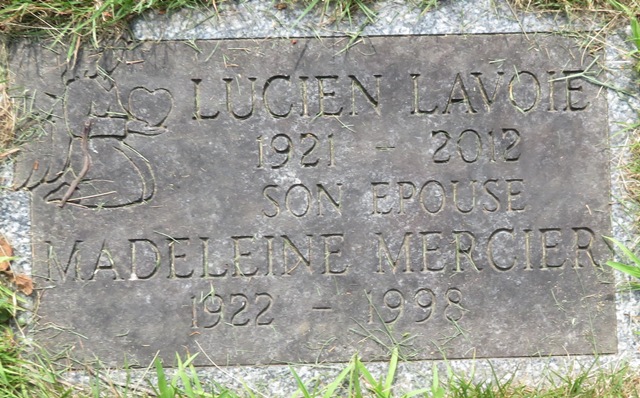 LUCIEN LAVOIE
1921 - 2012
SON EPOUSE
MADELEINE MERCIER
1922 - 1998